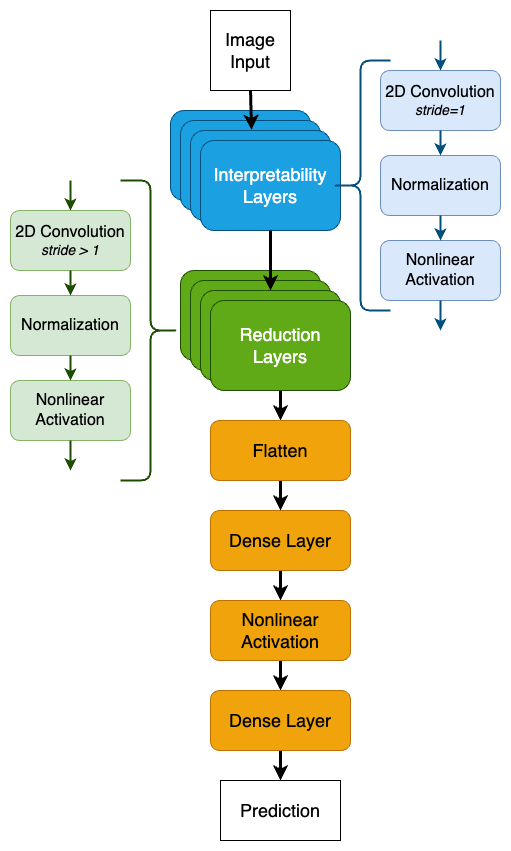 Image
Input
2D Convolution
stride=1
Interpretability
Layers
Normalization
2D Convolution
stride > 1
Nonlinear
Activation
Normalization
Reduction
Layers
Nonlinear
Activation
Flatten
Dense Layer
Nonlinear
Activation
Dense Layer
Prediction